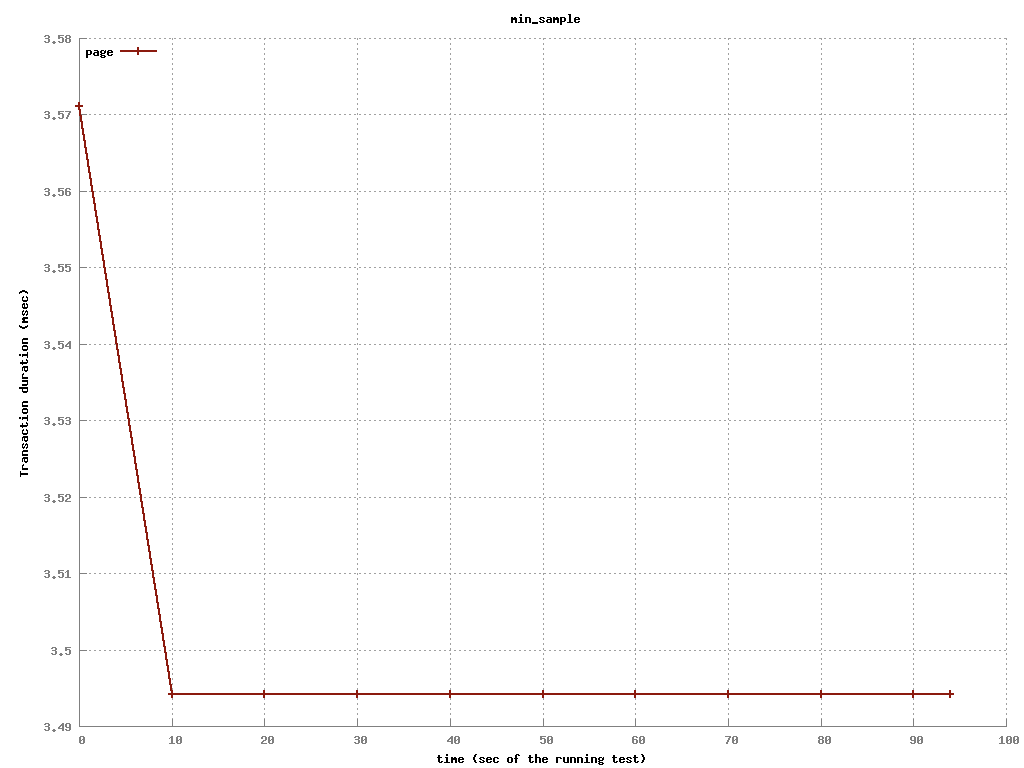 min_sample
page
3.58
3.57
3.56
3.55
3.54
3.53
3.52
3.51
3.5
3.49
Transaction duration (msec)
0 10 20 30 40 50 60 70 80 90 100
time (sec of the running test)